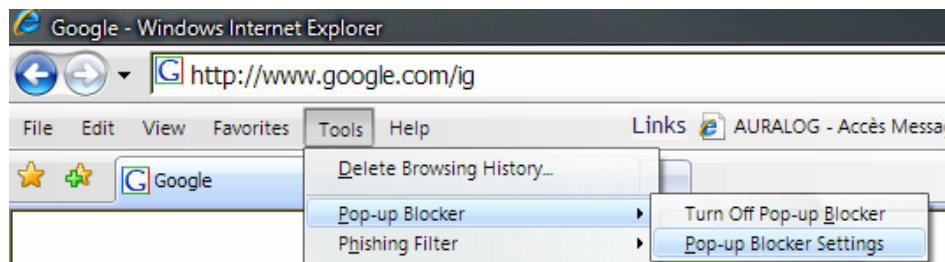 Google - Windows Internet Explorer
http://www.google.com/ig
File Edit View Favorites Tools Help Links AURALOG - Accès Messa
Google
Delete Browsing History...
Pop-up Blocker
Turn Off Pop-up Blocker
Phishing Filter
Pop-up Blocker Settings